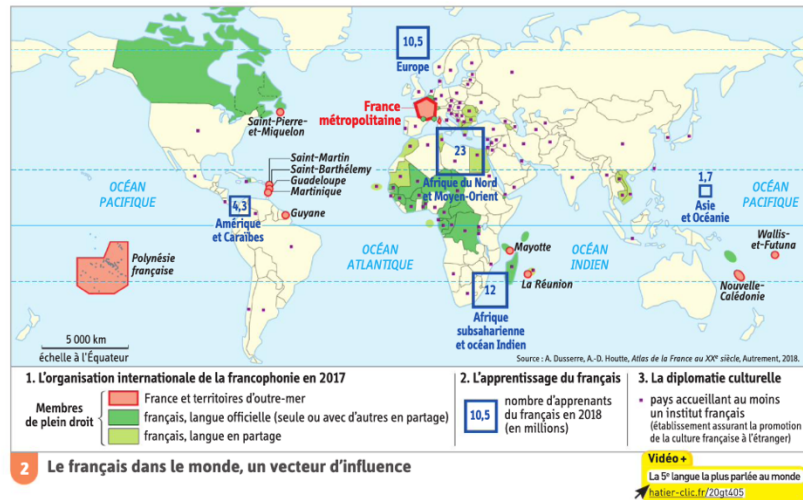 10,5
Europe
France
métropolitaine
Saint-Pierre-
et-Miquelon
23
Afrique du Nord
et Moyen-Orient
Saint-Martin
Saint-Barthélemy
Guadeloupe
Martinique
OCÉAN
PACIFIQUE
4,3
Amérique
et Caraïbes
Guyane
1,7
Asie
et Océanie
OCÉAN
PACIFIQUE
Polynésie
française
OCÉAN
ATLANTIQUE
Mayotte
OCÉAN
INDIEN
Wallis-
et-Futuna
12
La Réunion
Nouvelle-
Calédonie
Afrique
subsaharienne
et océan Indien
5 000 km
échelle à l'Équateur
Source : A. Dusserre, A.-D. Houtte, Atlas de la France au XXe siècle, Autrement, 2018.
1. L'organisation internationale de la francophonie en 2017
Membres
de plein droit
France et territoires d'outre-mer
français, langue officielle (seule ou avec d'autres en partage)
français, langue en partage
2. L'apprentissage du français
10,5
nombre d'apprenants
du français en 2018
(en millions)
3. La diplomatie culturelle
pays accueillant au moins
un institut français
(établissement assurant la promotion
de la culture française à l'étranger)
2 Le français dans le monde, un vecteur d'influence
Vidéo+
La 5e langue la plus parlée au monde
hatier-clic.fr/20gt405